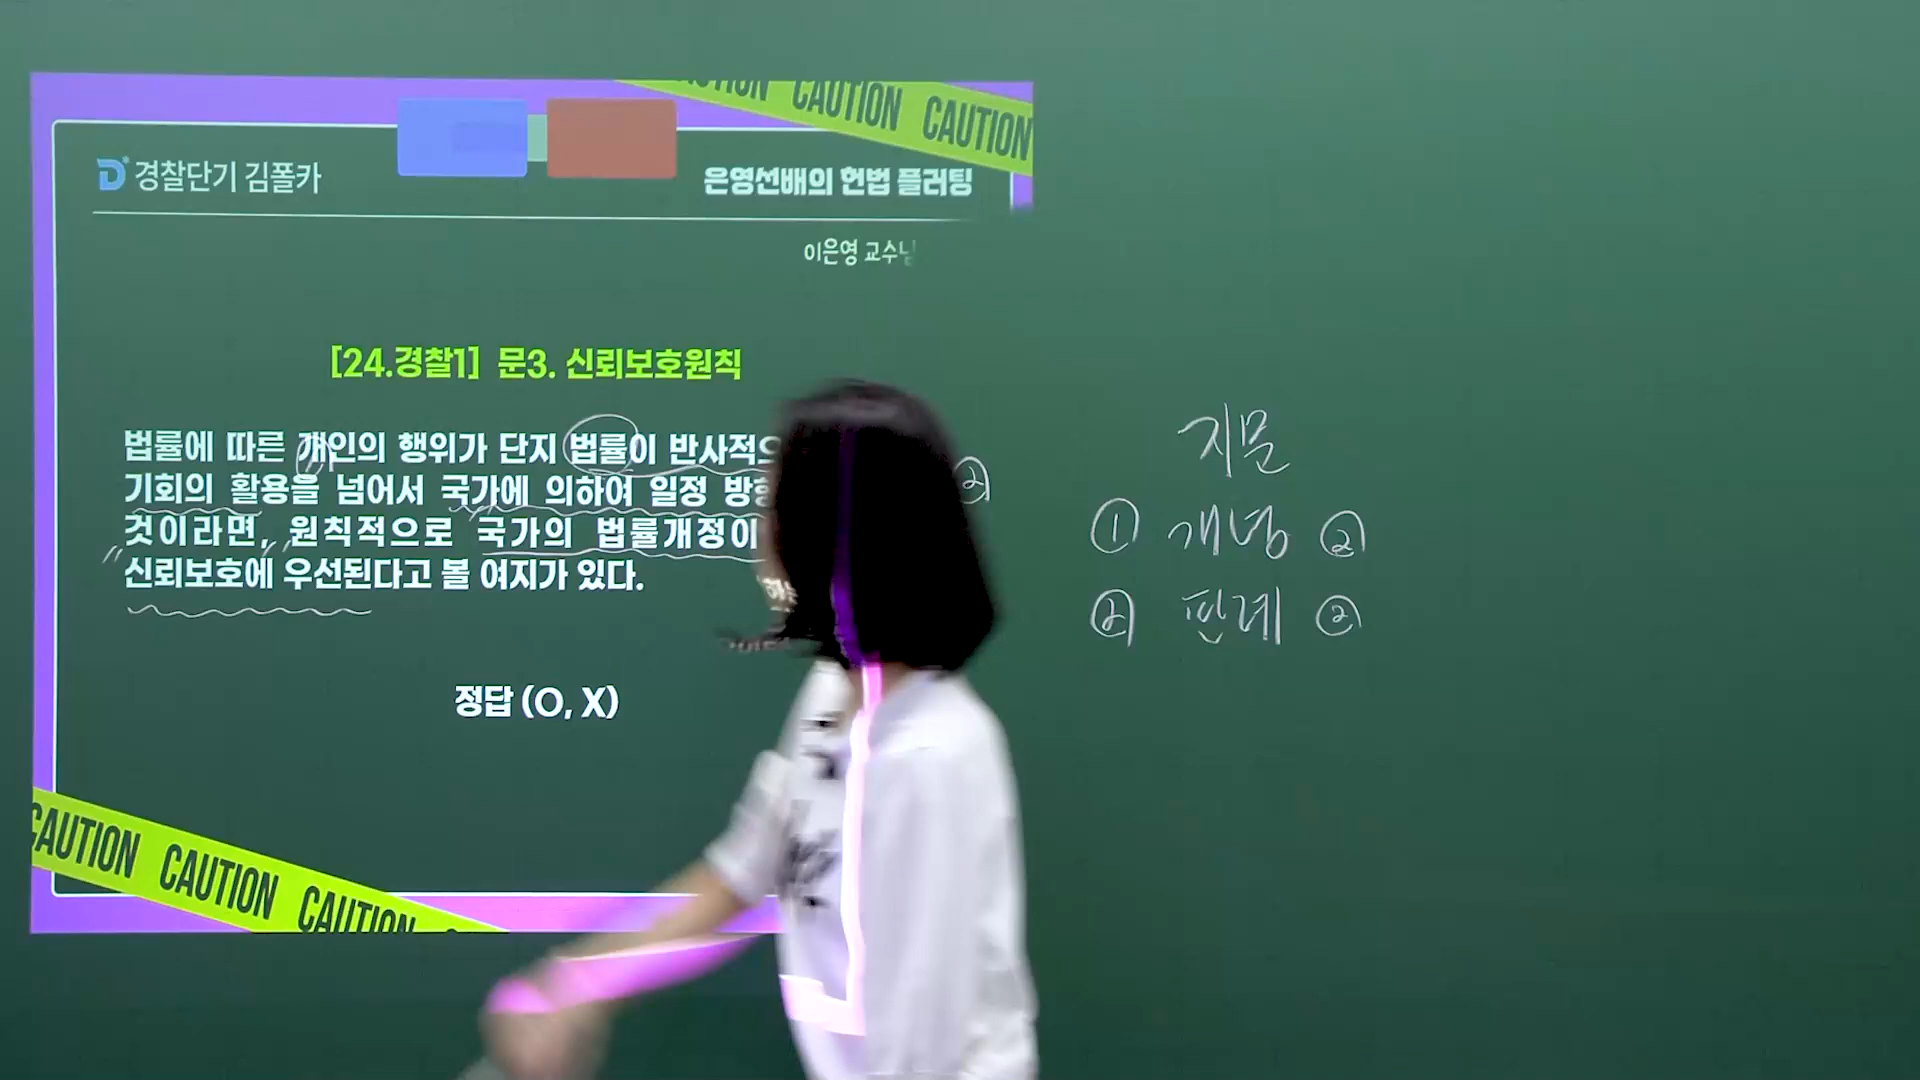 CAUTION CAUTION
경찰단기 김폴카
은영선배의 헌법 플러팅
이은영 교수님
[24.경찰1] 문3. 신뢰보호원칙
법률에 따른 개인의 행위가 단지 법률이 반사적으
기회의 활용을 넘어서 국가에 의하여 일정 방향
것이라면, 원칙적으로 국가의 법률개정이
신뢰보호에 우선된다고 볼 여지가 있다.
정답 (O, X)
②
지문
① 개념 ②
② 판례 ②
CAUTION CAUTION CAUTION